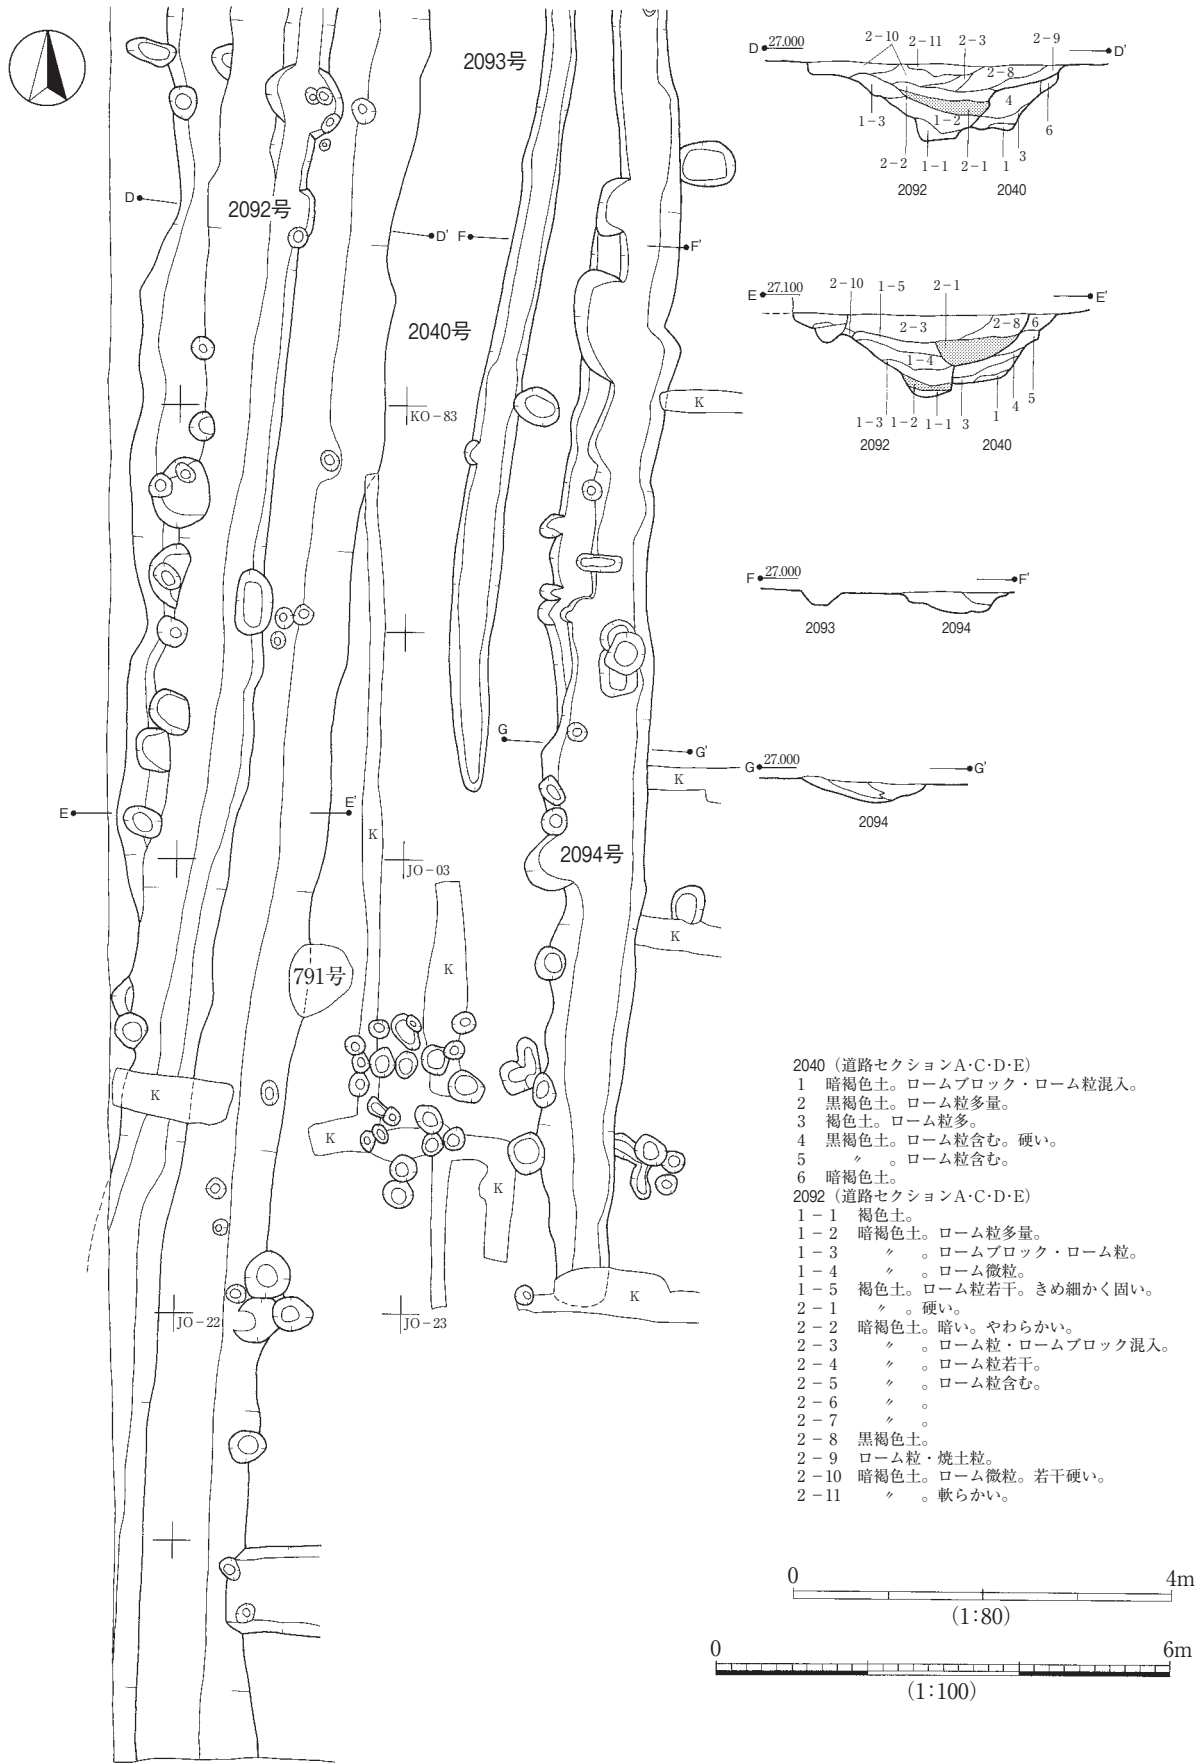 2093号
2092号
D
D'
F
F'
2040号
KO-83
K
G
G'
K
E
E'
K
JO-03
2094号
K
K
791号
K
K
K
K
JO-22
JO-23
D 27.000 D'
2-10 2-11 2-3 2-9
2-8
4
1-3 1-2 6
2-2 1-1 2-1 1 3
2092 2040
E 27.100 E'
2-10 1-5 2-1
2-3 2-8 6
1-4
1-3 1-2 1-1 3 1 4 5
2092 2040
F 27.000 F'
2093 2094
G 27.000 G'
2094
2040（道路セクションA・C・D・E）
1 暗褐色土。ロームブロック・ローム粒混入。
2 黒褐色土。ローム粒多量。
3 褐色土。ローム粒多。
4 黒褐色土。ローム粒含む。硬い。
5 〃 。ローム粒含む。
6 暗褐色土。
2092（道路セクションA・C・D・E）
1-1 褐色土。
1-2 暗褐色土。ローム粒多量。
1-3 〃 。ロームブロック・ローム粒。
1-4 〃 。ローム微粒。
1-5 褐色土。ローム粒若干。きめ細かく固い。
2-1 〃 。硬い。
2-2 暗褐色土。暗い。やわらかい。
2-3 〃 。ローム粒・ロームブロック混入。
2-4 〃 。ローム粒若干。
2-5 〃 。ローム粒含む。
2-6 〃 。
2-7 〃 。
2-8 黒褐色土。
2-9 ローム粒・焼土粒。
2-10 暗褐色土。ローム微粒。若干硬い。
2-11 〃 。軟らかい。
0 4m
(1:80)
0 6m
(1:100)